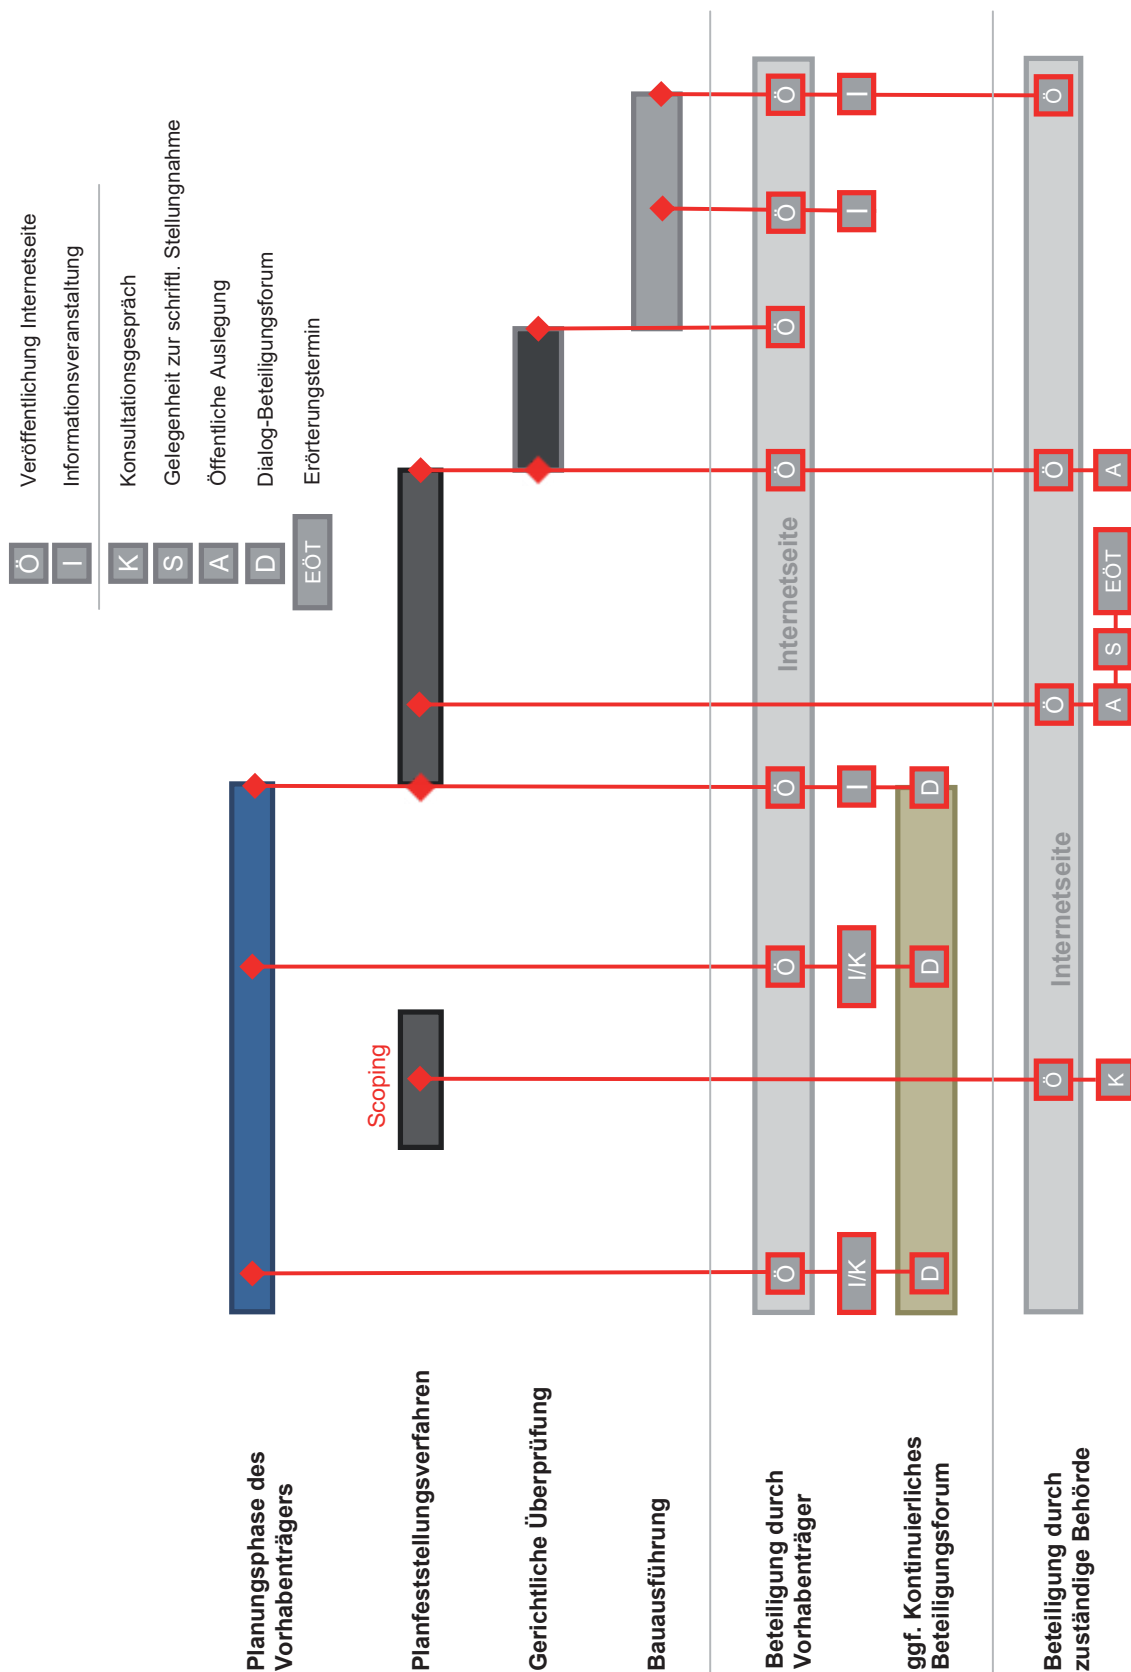 Ö Veröffentlichung Internetseite
I Informationsveranstaltung
K Konsultationsgespräch
S Gelegenheit zur schriftl. Stellungnahme
A Öffentliche Auslegung
D Dialog-Beteiligungsforum
EÖT Erörterungstermin
Planungsphase des
Vorhabenträgers
Scoping
Planfeststellungsverfahren
Gerichtliche Überprüfung
Bauausführung
Beteiligung durch
Vorhabenträger
Ö Ö Ö Internetseite Ö Ö Ö Ö
I/K I/K I I I
ggf. Kontinuierliches
Beteiligungsforum
D D D
Beteiligung durch
zuständige Behörde
Ö Internetseite Ö Ö Ö
K A S EÖT A